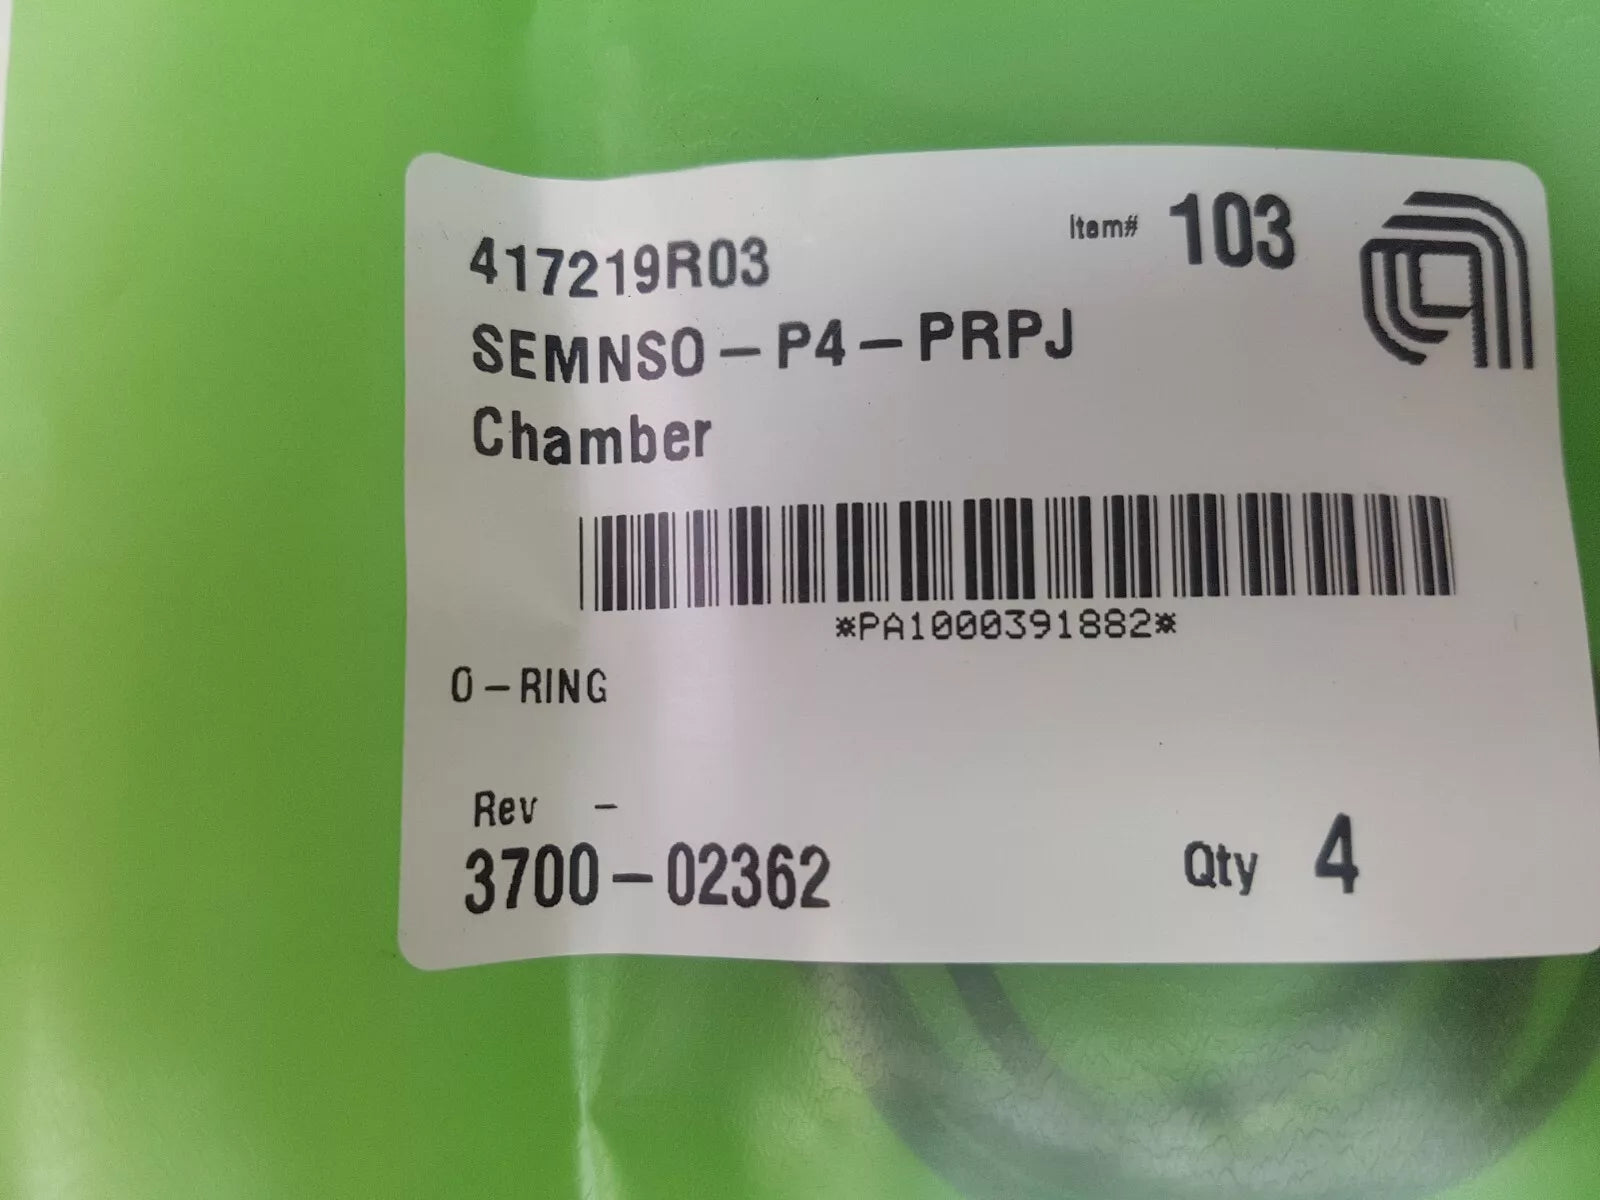 417219R03
Item# 103
SEMNSO-P4-PRPJ
Chamber
*PA1000391882*
O-RING
Rev -
3700-02362
Qty 4